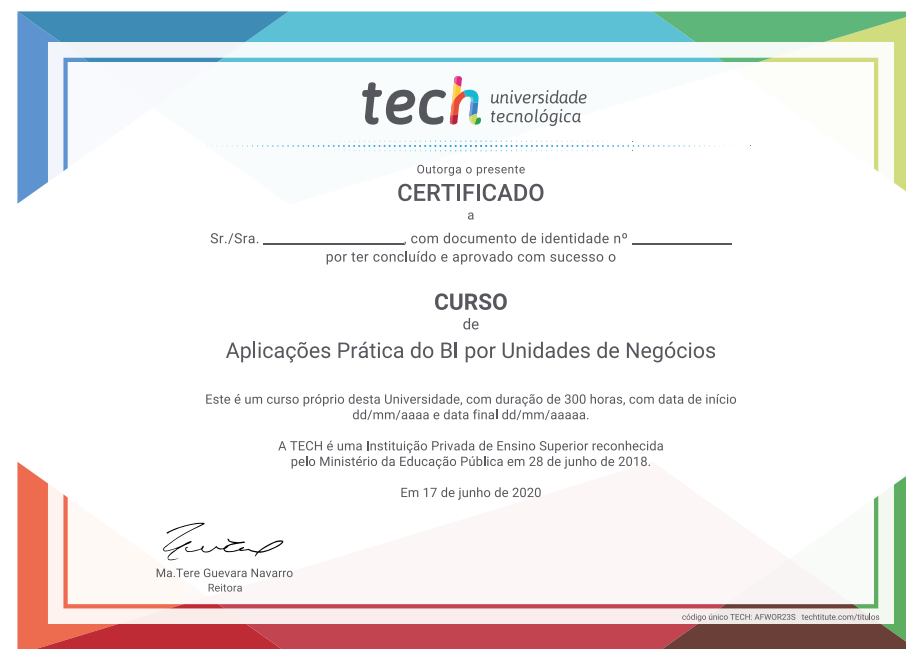 tech universidade
tecnológica
Outorga o presente
CERTIFICADO
a
Sr./Sra. ____________, com documento de identidade nº ____________
por ter concluído e aprovado com sucesso o
CURSO
de
Aplicações Prática do BI por Unidades de Negócios
Este é um curso próprio desta Universidade, com duração de 300 horas, com data de início
dd/mm/aaaa e data final dd/mm/aaaaa.
A TECH é uma Instituição Privada de Ensino Superior reconhecida
pelo Ministério da Educação Pública em 28 de junho de 2018.
Em 17 de junho de 2020
Ma.Tere Guevara Navarro
Reitora
código único TECH: AFWOR23S techtitute.com/titulos